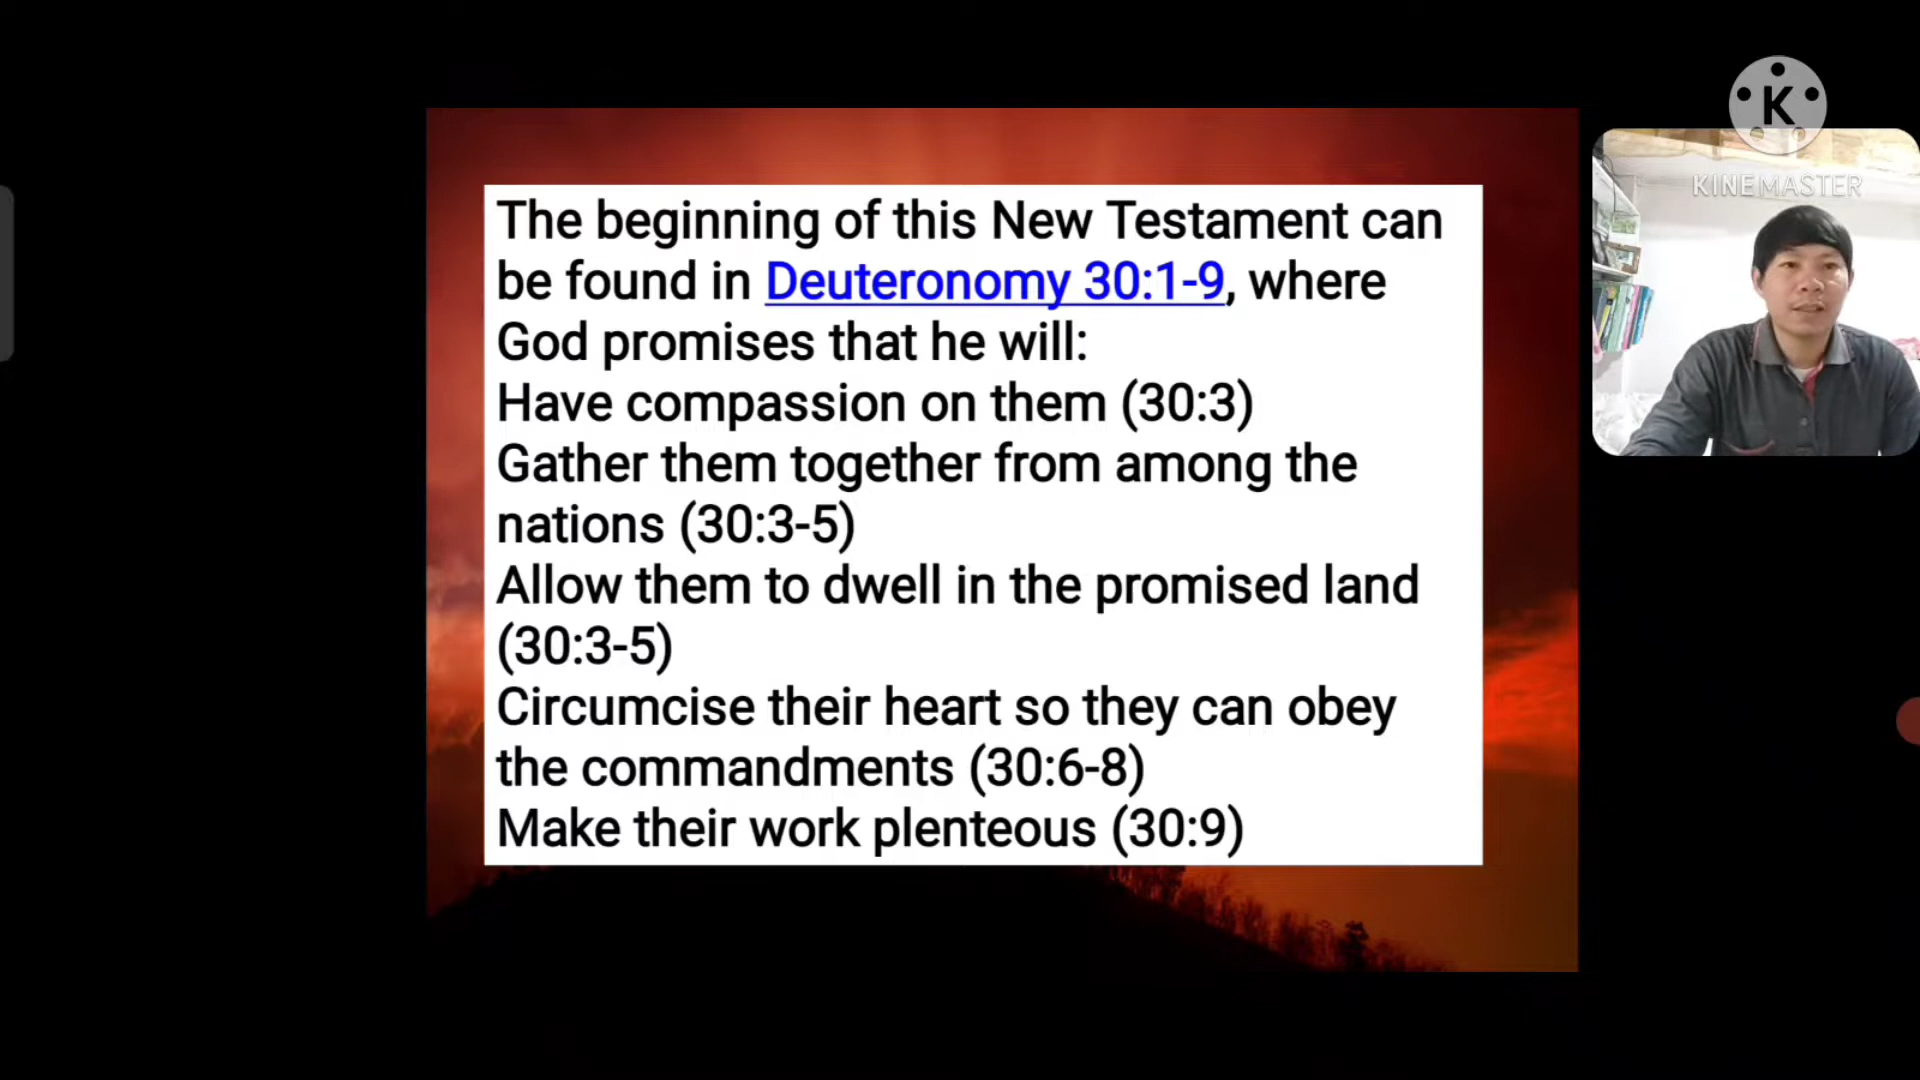 The beginning of this New Testament can
be found in Deuteronomy 30:1-9, where
God promises that he will:
Have compassion on them (30:3)
Gather them together from among the
nations (30:3-5)
Allow them to dwell in the promised land
(30:3-5)
Circumcise their heart so they can obey
the commandments (30:6-8)
Make their work plenteous (30:9)
K
KINEMASTER